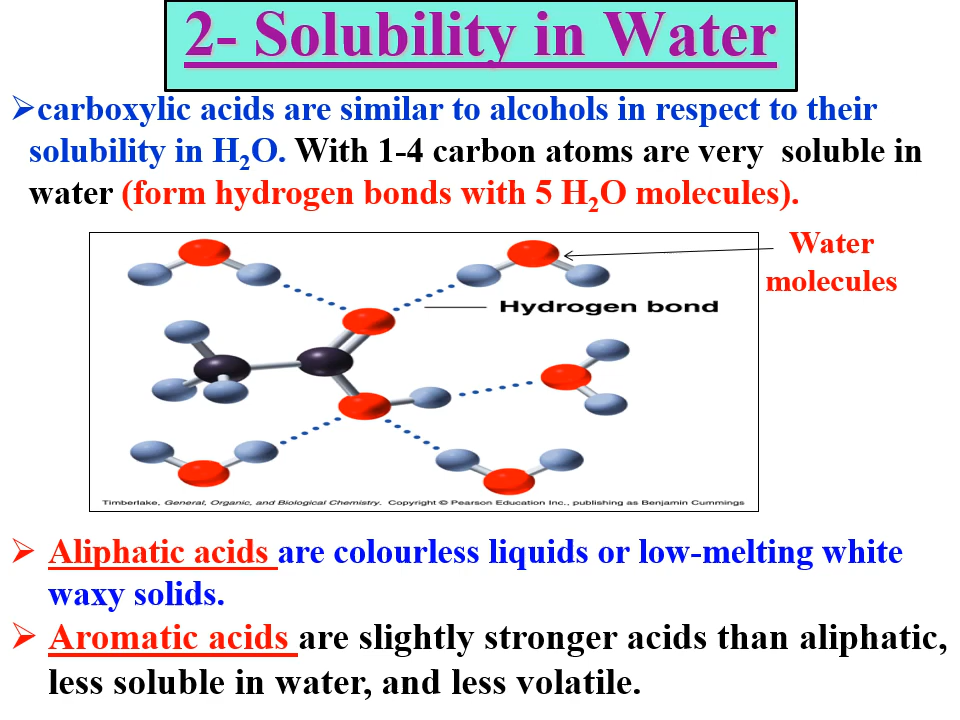 2- Solubility in Water
➢carboxylic acids are similar to alcohols in respect to their
solubility in H₂O. With 1-4 carbon atoms are very soluble in
water (form hydrogen bonds with 5 H₂O molecules).
Water
molecules
Hydrogen bond
Timberlake, General, Organic, and Biological Chemistry. Copyright © Pearson Education Inc., publishing as Benjamin Cummings
➢ Aliphatic acids are colourless liquids or low-melting white
waxy solids.
➢ Aromatic acids are slightly stronger acids than aliphatic,
less soluble in water, and less volatile.